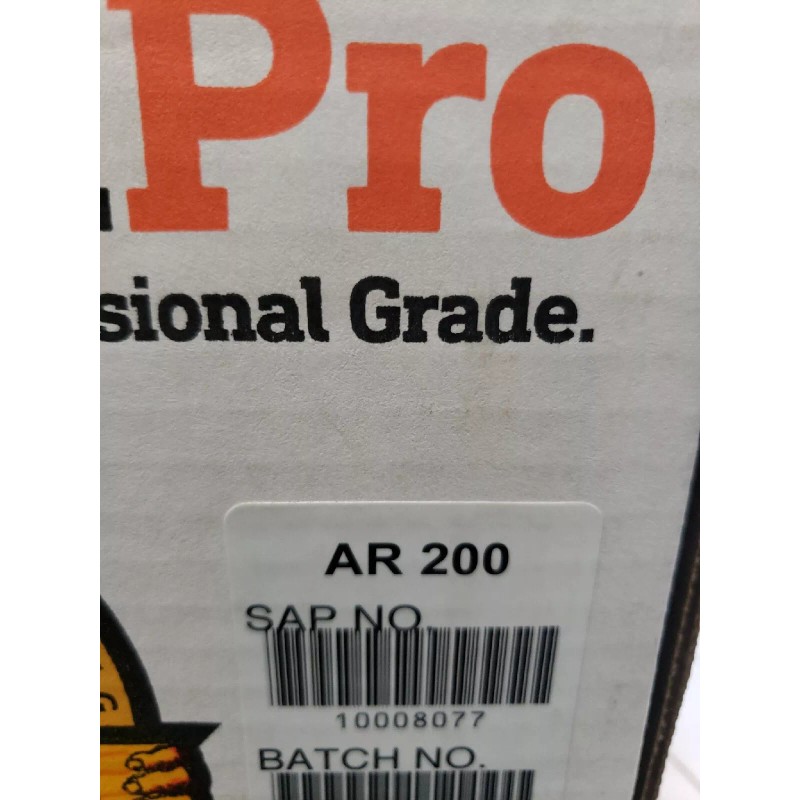 .Pro
sional Grade.
AR 200
SAP NO.
10008077
BATCH NO.